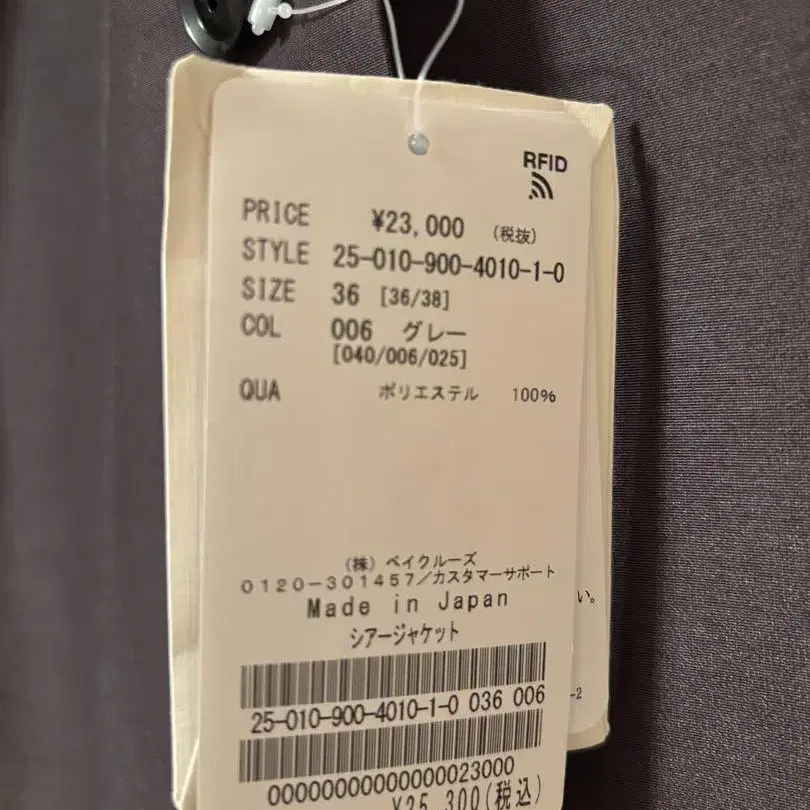 RFID
PRICE ¥23,000 (税抜)
STYLE 25-010-900-4010-1-0
SIZE 36 [36/38]
COL 006 グレー
[040/006/025]
QUA ポリエステル 100%
(株) ベイクルーズ
0120-301457/カスタマーサポート
Made in Japan
シアージャケット
25-010-900-4010-1-0 036 006
00000000000000023000
¥25,300(税込)
い。
-2